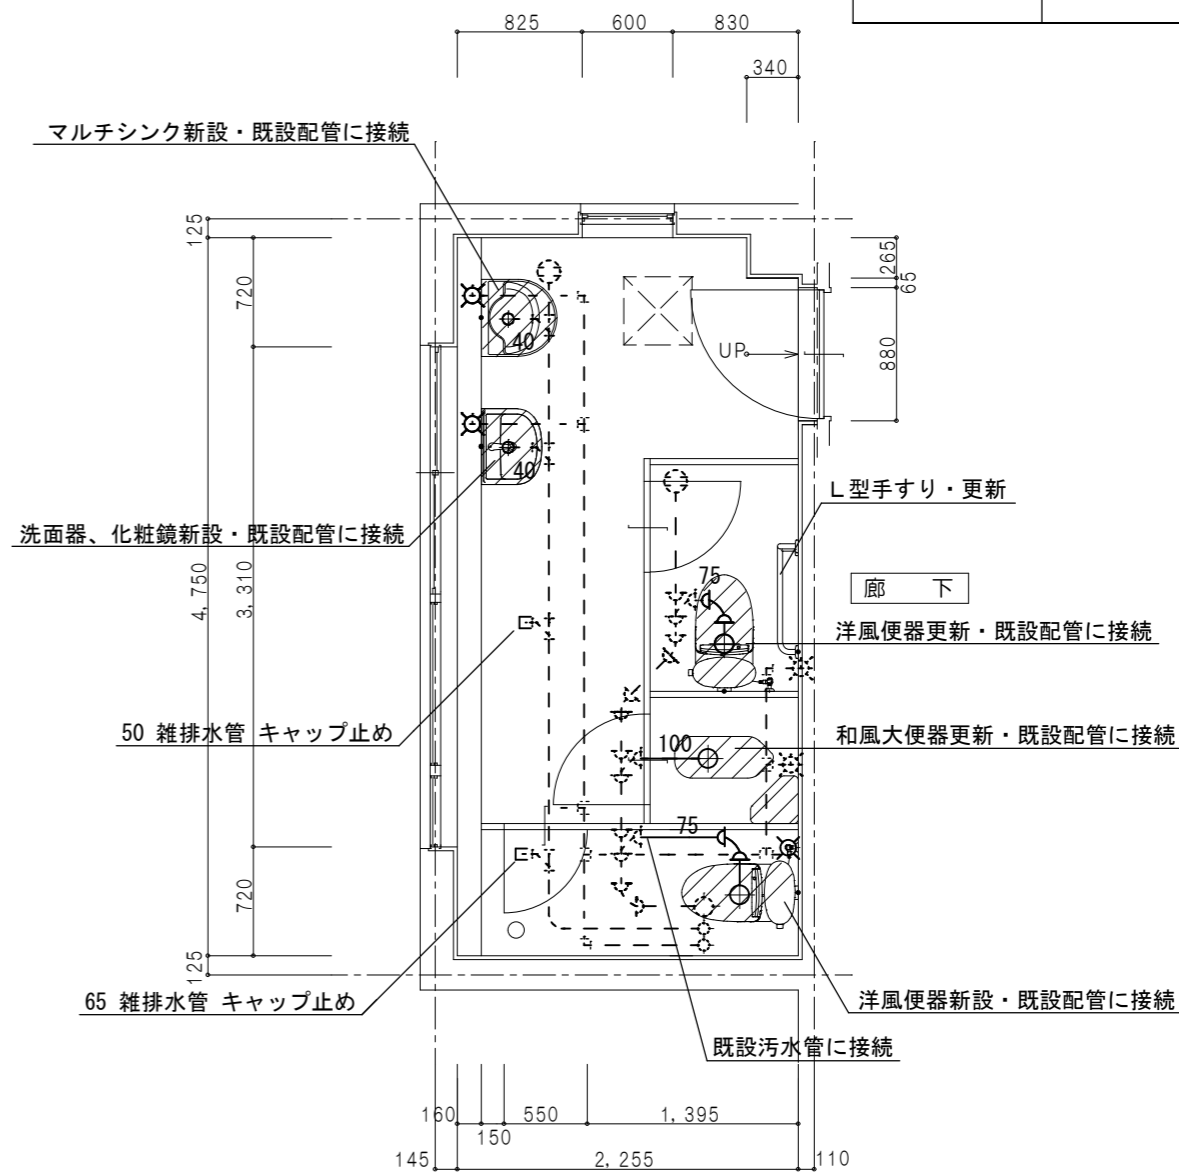 825
600
830
340
マルチシンク新設・既設配管に接続
125
720
265
65
40
UP
880
40
L型手すり・更新
洗面器、化粧鏡新設・既設配管に接続
4,750
3,310
75
廊 下
洋風便器更新・既設配管に接続
50 雑排水管 キャップ止め
100
和風大便器更新・既設配管に接続
75
720
125
65 雑排水管 キャップ止め
洋風便器新設・既設配管に接続
既設汚水管に接続
160
550
1,395
150
145
2,255
110